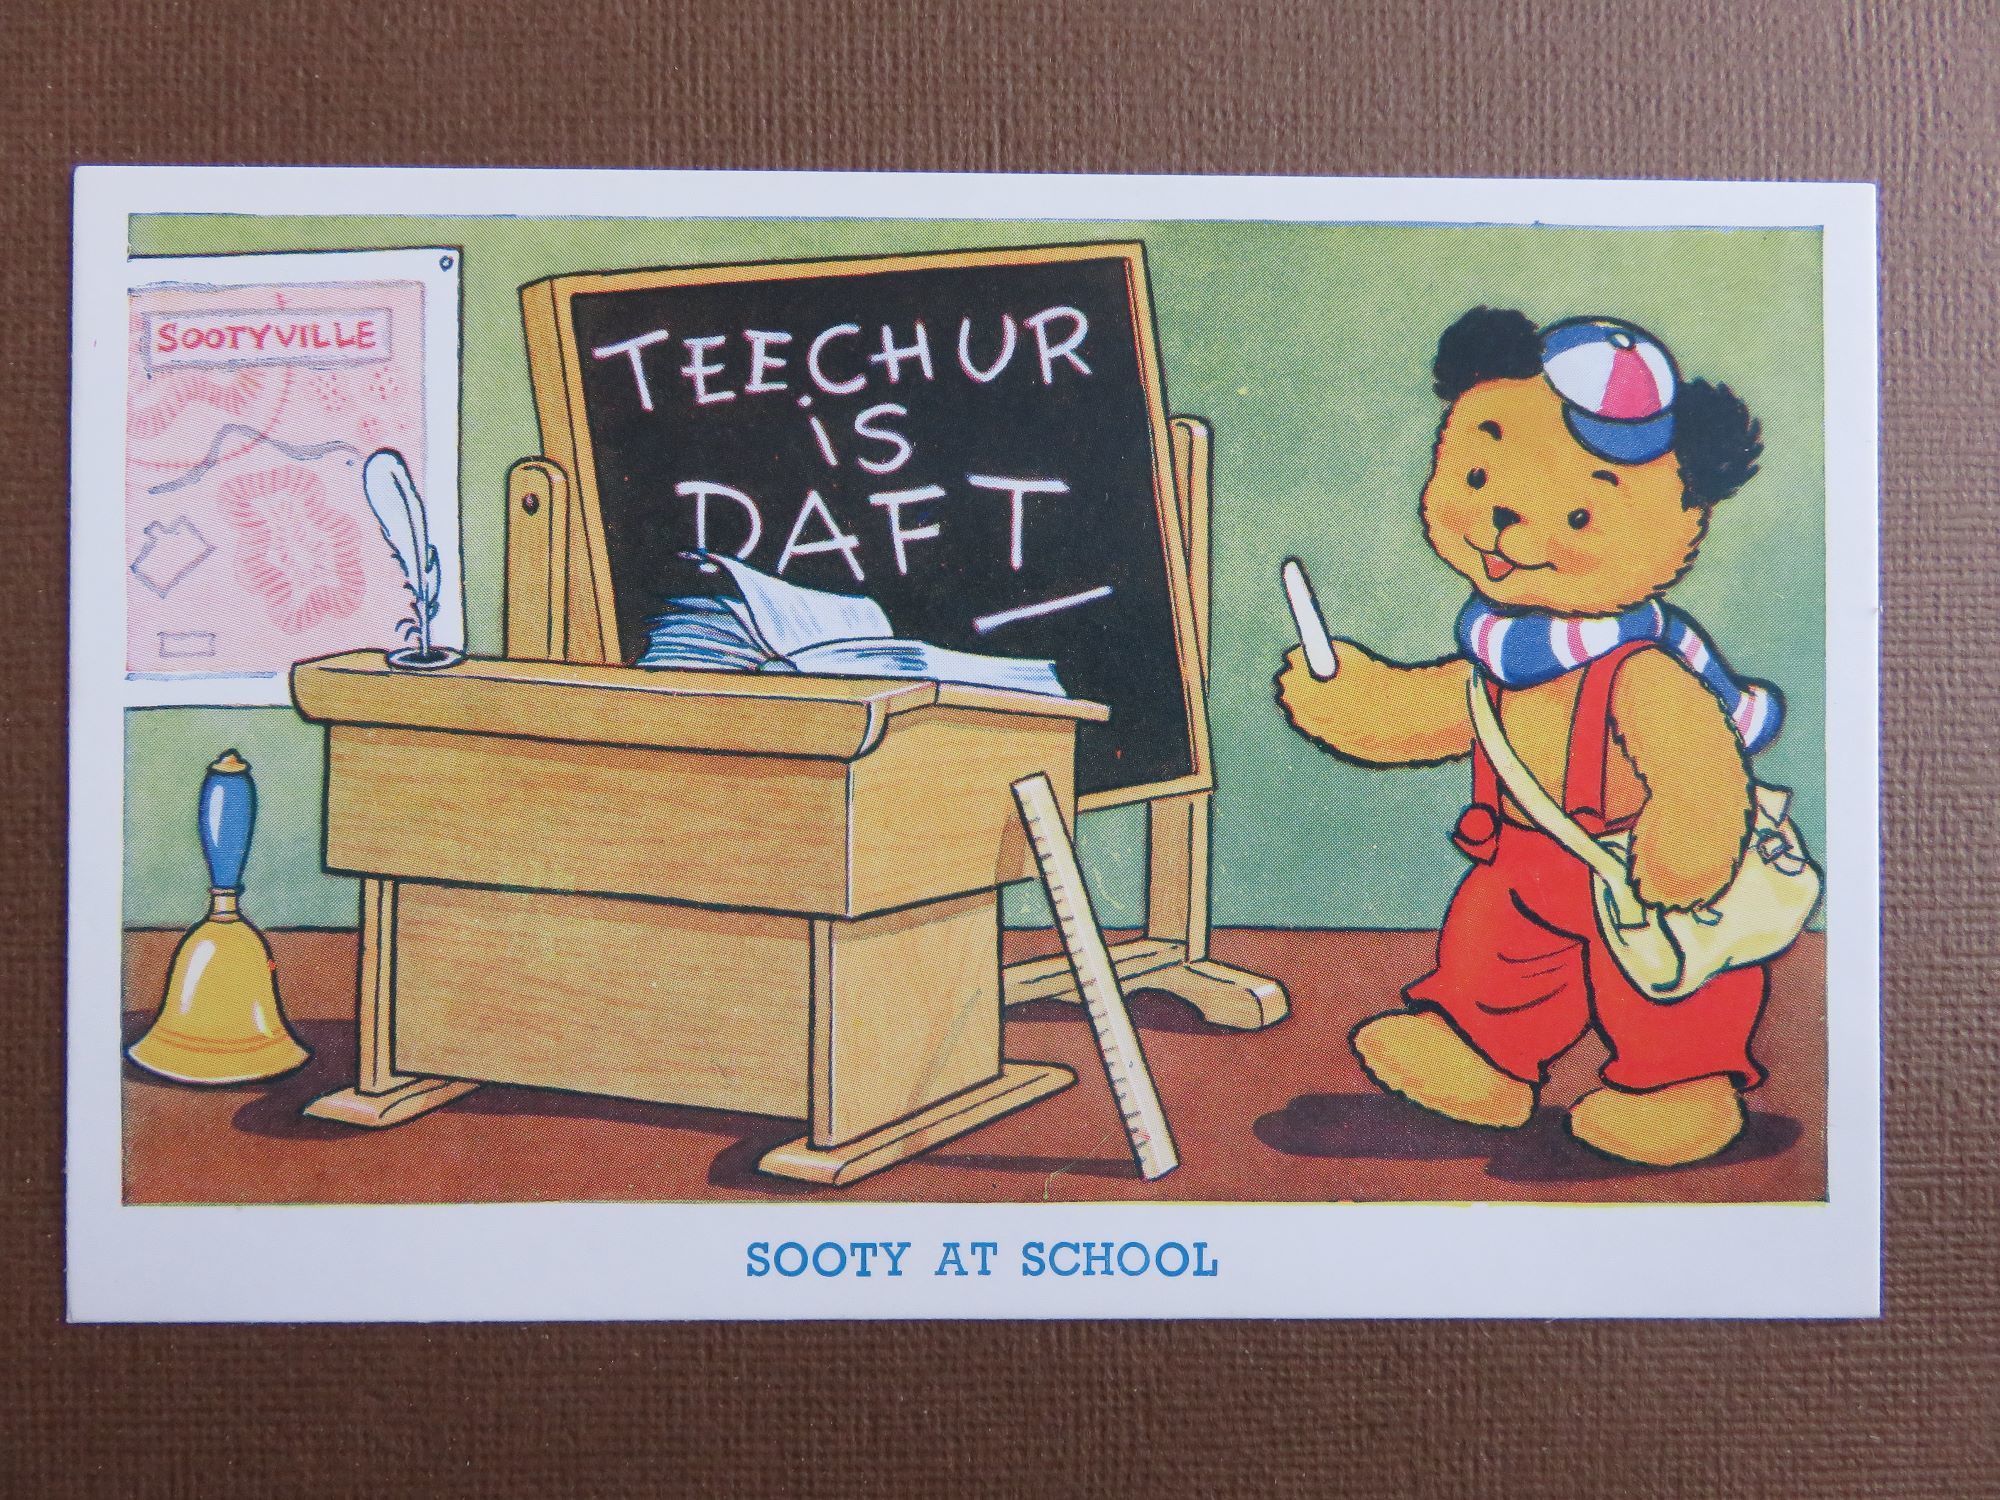 SOOTYVILLE
TEECHUR
iS
DAFT
SOOTY AT SCHOOL